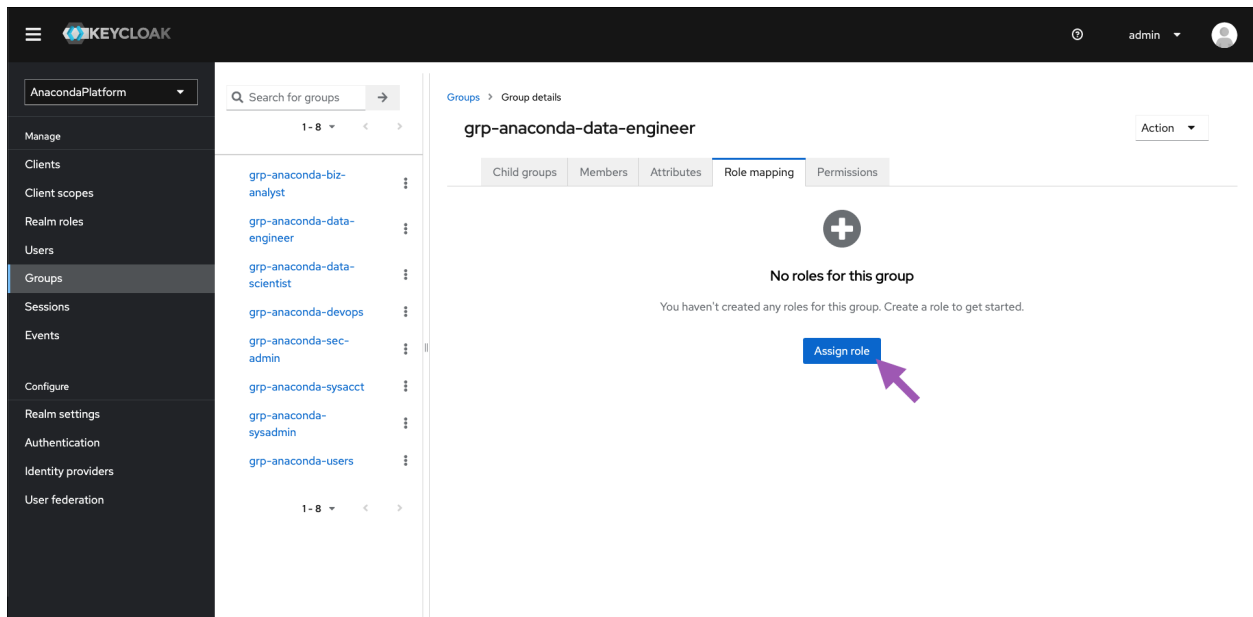 KEYCLOAK
admin
AnacondaPlatform
Manage
Clients
Client scopes
Realm roles
Users
Groups
Sessions
Events
Configure
Realm settings
Authentication
Identity providers
User federation
Search for groups
1 - 8
grp-anaconda-biz-
analyst
grp-anaconda-data-
engineer
grp-anaconda-data-
scientist
grp-anaconda-devops
grp-anaconda-sec-
admin
grp-anaconda-sysacct
grp-anaconda-
sysadmin
grp-anaconda-users
1 - 8
Groups > Group details
grp-anaconda-data-engineer
Action
Child groups Members Attributes Role mapping Permissions
No roles for this group
You haven't created any roles for this group. Create a role to get started.
Assign role